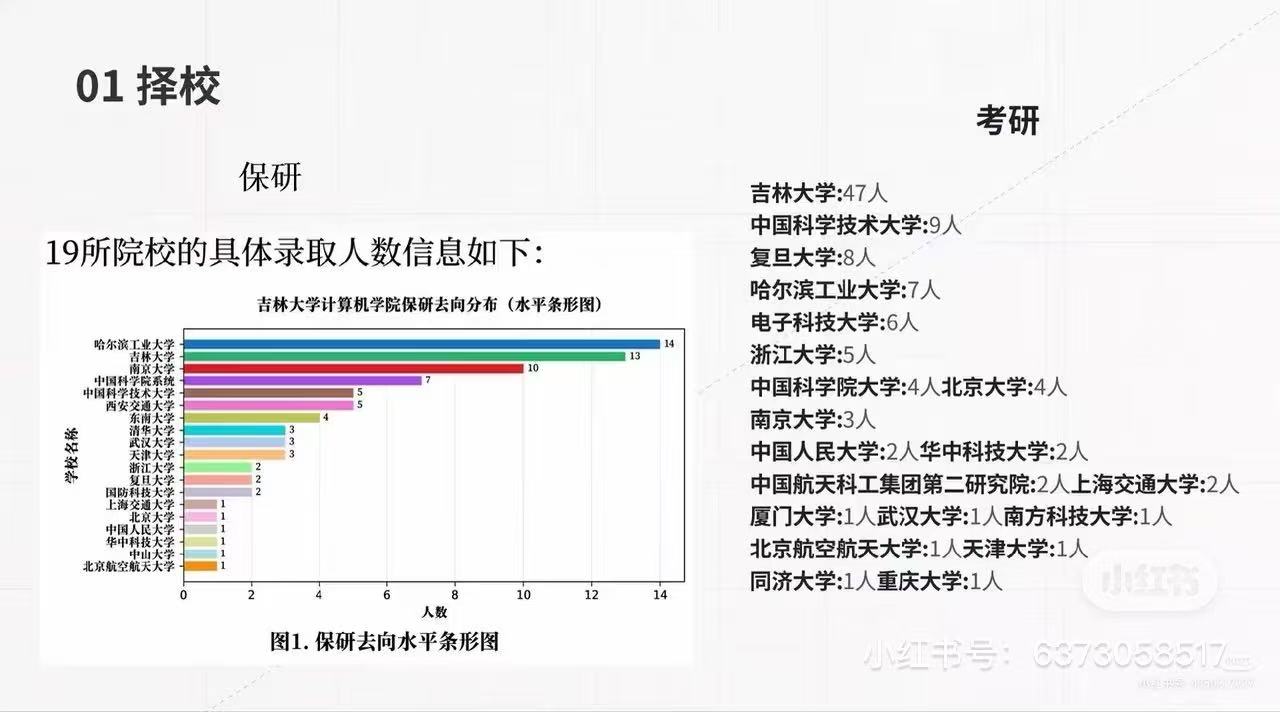 01 择校
保研
19所院校的具体录取人数信息如下：
吉林大学计算机学院保研去向分布（水平条形图）
学校名称
哈尔滨工业大学 14
吉林大学 13
南京大学 10
中国科学院系统 7
中国科学技术大学 5
西安交通大学 5
东南大学 4
清华大学 3
武汉大学 3
天津大学 3
浙江大学 2
复旦大学 2
国防科技大学 2
上海交通大学 1
北京大学 1
中国人民大学 1
华中科技大学 1
中山大学 1
北京航空航天大学 1
0 2 4 6 8 10 12 14
人数
图1. 保研去向水平条形图
考研
吉林大学:47人
中国科学技术大学:9人
复旦大学:8人
哈尔滨工业大学:7人
电子科技大学:6人
浙江大学:5人
中国科学院大学:4人北京大学:4人
南京大学:3人
中国人民大学:2人华中科技大学:2人
中国航天科工集团第二研究院:2人上海交通大学:2人
厦门大学:1人武汉大学:1人南方科技大学:1人
北京航空航天大学:1人天津大学:1人
同济大学:1人重庆大学:1人
小红书
小红书号：6373058517